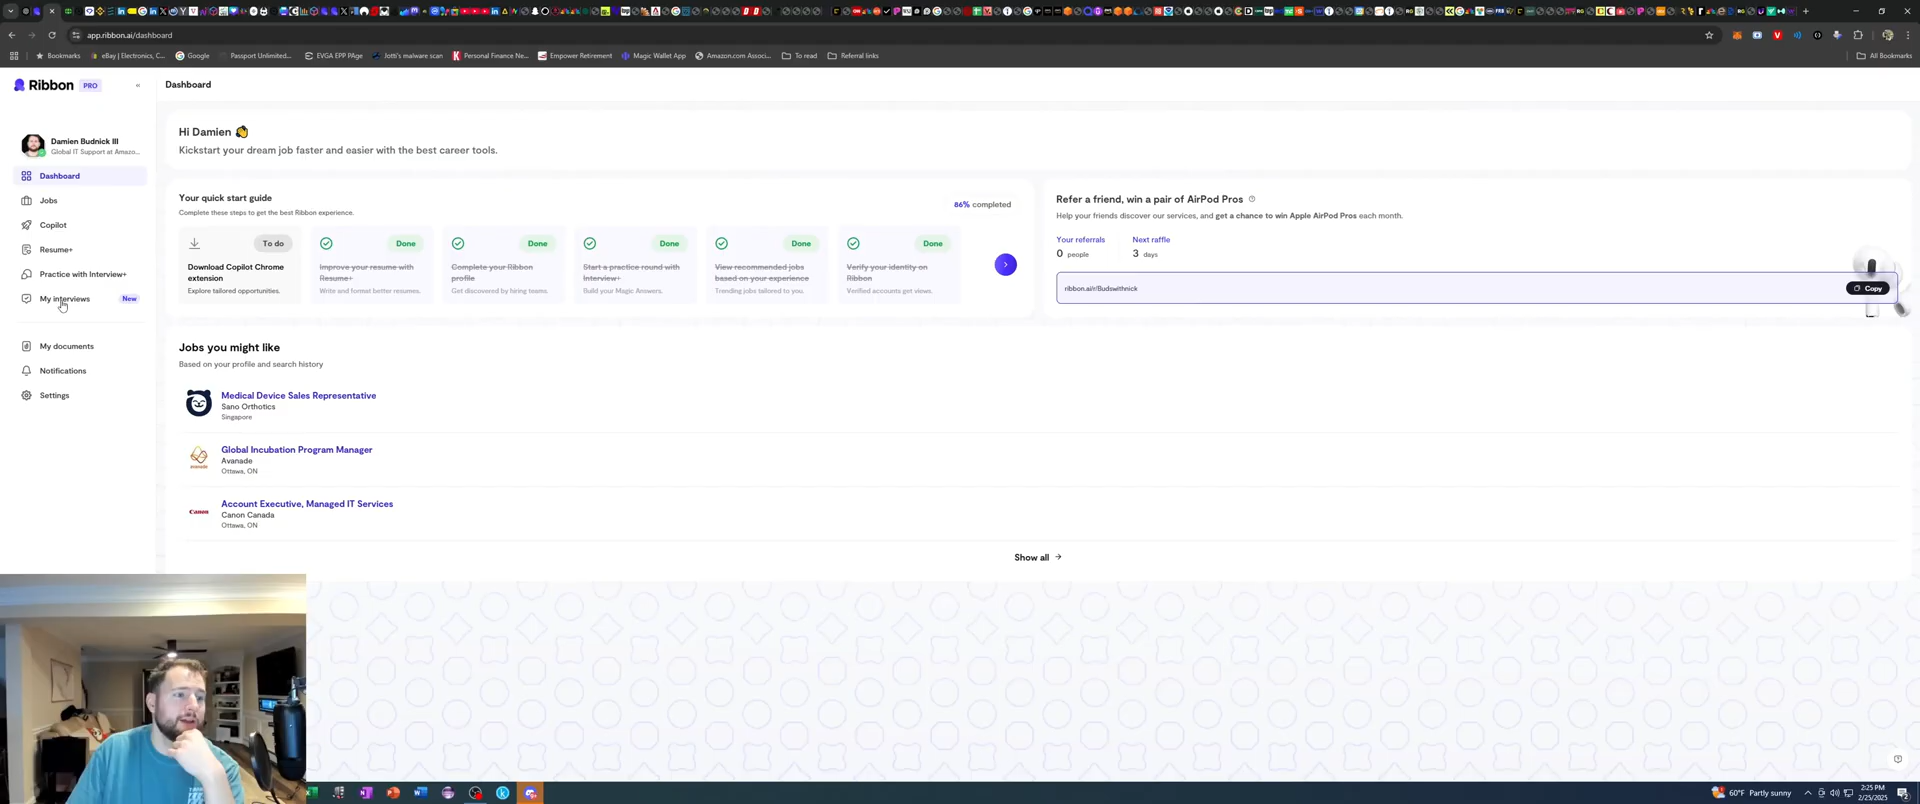 app.ribbon.ai/dashboard
Bookmarks
eBay | Electronics, C...
Google
Passport Unlimited...
EVGA EPP PAge
Jotti's malware scan
Personal Finance Ne...
Empower Retirement
Magic Wallet App
Amazon.com Associ...
To read
Referral links
All Bookmarks
Ribbon PRO
«
Dashboard
Damien Budnick III
Global IT Support at Amazo...
Dashboard
Jobs
Copilot
Resume+
Practice with Interview+
My interviews New
My documents
Notifications
Settings
Hi Damien 👏
Kickstart your dream job faster and easier with the best career tools.
Your quick start guide
Complete these steps to get the best Ribbon experience.
86% completed
To do
Download Copilot Chrome
extension
Explore tailored opportunities.
Done
Improve your resume with
Resume+
Write and format better resumes.
Done
Complete your Ribbon
profile
Get discovered by hiring teams.
Done
Start a practice round with
Interview+
Build your Magic Answers.
Done
View recommended jobs
based on your experience
Trending jobs tailored to you.
Done
Verify your identity on
Ribbon
Verified accounts get views.
Refer a friend, win a pair of AirPod Pros
Help your friends discover our services, and get a chance to win Apple AirPod Pros each month.
Your referrals
0 people
Next raffle
3 days
ribbon.ai/r/Budswithnick
Copy
Jobs you might like
Based on your profile and search history
Medical Device Sales Representative
Sano Orthotics
Singapore
Global Incubation Program Manager
Avanade
Ottawa, ON
Account Executive, Managed IT Services
Canon Canada
Ottawa, ON
Canon
Show all
60°F Partly sunny
2:25 PM
2/25/2025